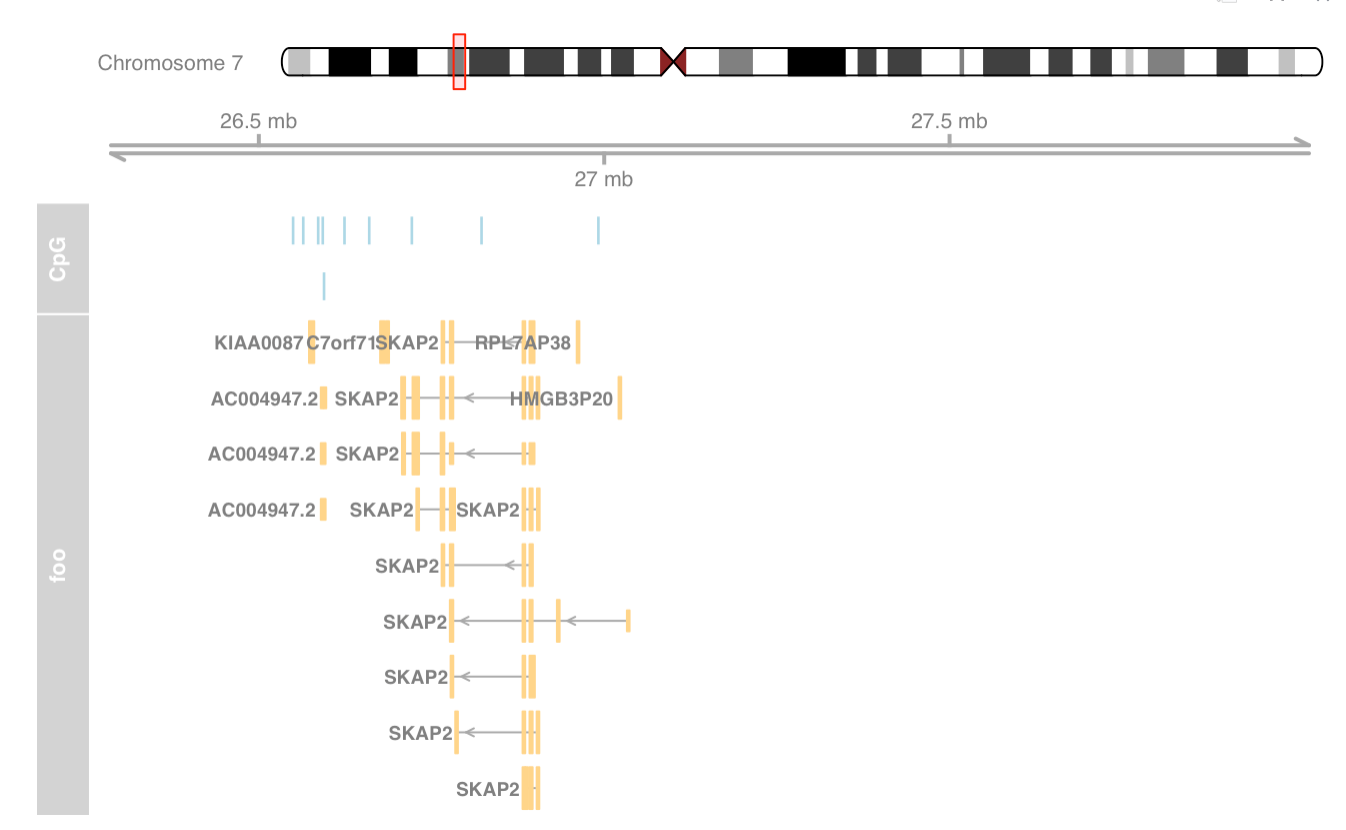 Chromosome 7
26.5 mb 27.5 mb
27 mb
CpG
foo
KIAA0087 C7orf71 SKAP2 RPL7AP38
AC004947.2 SKAP2 HMGB3P20
AC004947.2 SKAP2
AC004947.2 SKAP2 SKAP2
SKAP2
SKAP2
SKAP2
SKAP2
SKAP2